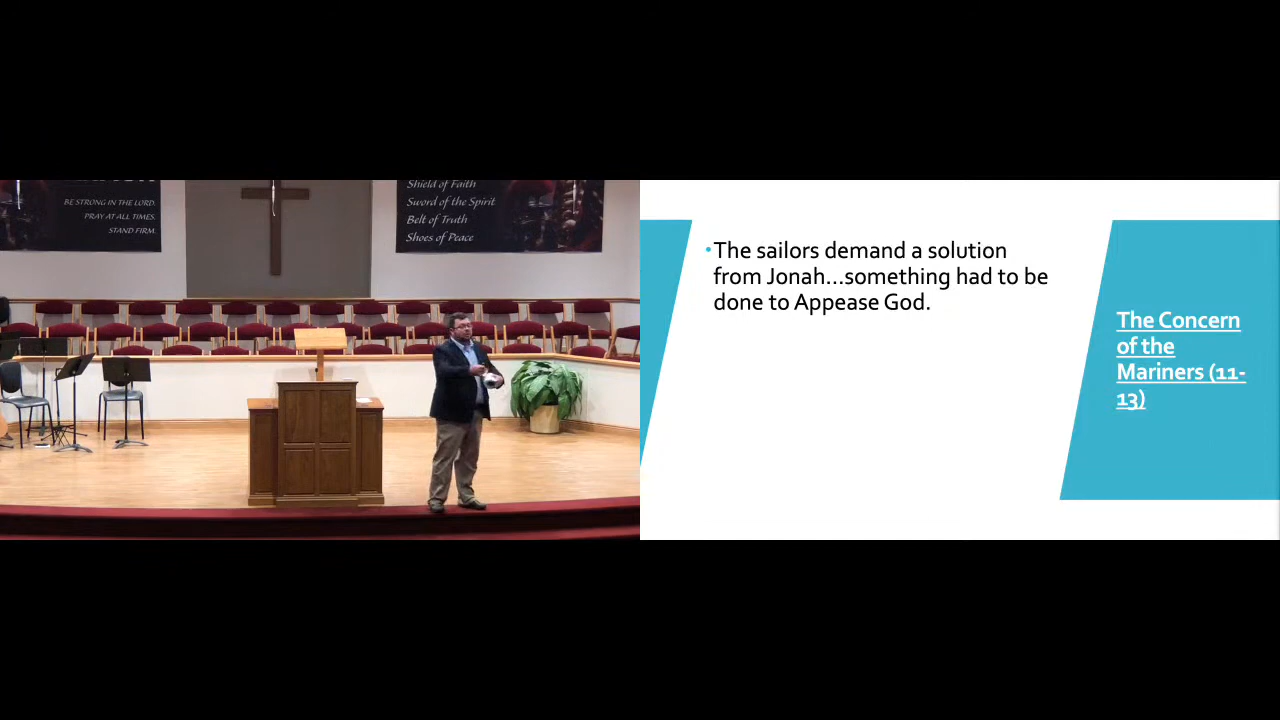 BE STRONG IN THE LORD.
PRAY AT ALL TIMES.
STAND FIRM.
Shield of Faith
Sword of the Spirit
Belt of Truth
Shoes of Peace
•The sailors demand a solution
from Jonah...something had to be
done to Appease God.
The Concern
of the
Mariners (11-
13)